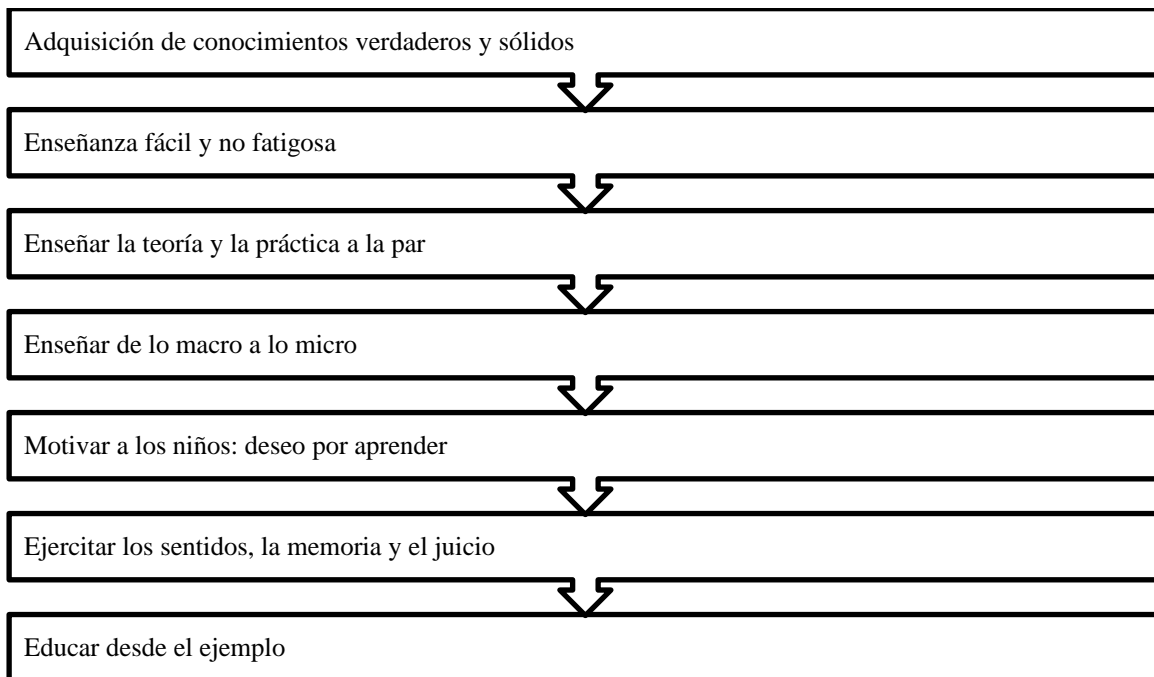 Adquisición de conocimientos verdaderos y sólidos
Enseñanza fácil y no fatigosa
Enseñar la teoría y la práctica a la par
Enseñar de lo macro a lo micro
Motivar a los niños: deseo por aprender
Ejercitar los sentidos, la memoria y el juicio
Educar desde el ejemplo